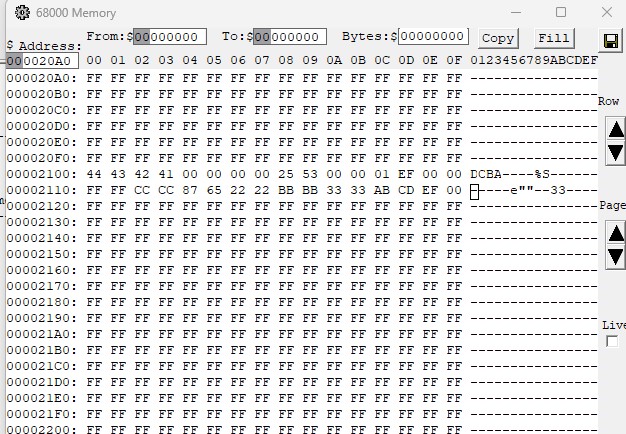 68000 Memory
From:$ 00000000 To:$ 00000000 Bytes:$ 00000000 Copy Fill
$ Address:
000020A0 00 01 02 03 04 05 06 07 08 09 0A 0B 0C 0D 0E 0F 0123456789ABCDEF
000020A0: FF FF FF FF FF FF FF FF FF FF FF FF FF FF FF FF ----------------
000020B0: FF FF FF FF FF FF FF FF FF FF FF FF FF FF FF FF ----------------
000020C0: FF FF FF FF FF FF FF FF FF FF FF FF FF FF FF FF ----------------
000020D0: FF FF FF FF FF FF FF FF FF FF FF FF FF FF FF FF ----------------
000020E0: FF FF FF FF FF FF FF FF FF FF FF FF FF FF FF FF ----------------
000020F0: FF FF FF FF FF FF FF FF FF FF FF FF FF FF FF FF ----------------
00002100: 44 43 42 41 00 00 00 00 25 53 00 00 01 EF 00 00 DCBA----%S------
00002110: FF FF CC CC 87 65 22 22 BB BB 33 33 AB CD EF 00 -----e""--33----
00002120: FF FF FF FF FF FF FF FF FF FF FF FF FF FF FF FF ----------------
00002130: FF FF FF FF FF FF FF FF FF FF FF FF FF FF FF FF ----------------
00002140: FF FF FF FF FF FF FF FF FF FF FF FF FF FF FF FF ----------------
00002150: FF FF FF FF FF FF FF FF FF FF FF FF FF FF FF FF ----------------
00002160: FF FF FF FF FF FF FF FF FF FF FF FF FF FF FF FF ----------------
00002170: FF FF FF FF FF FF FF FF FF FF FF FF FF FF FF FF ----------------
00002180: FF FF FF FF FF FF FF FF FF FF FF FF FF FF FF FF ----------------
00002190: FF FF FF FF FF FF FF FF FF FF FF FF FF FF FF FF ----------------
000021A0: FF FF FF FF FF FF FF FF FF FF FF FF FF FF FF FF ----------------
000021B0: FF FF FF FF FF FF FF FF FF FF FF FF FF FF FF FF ----------------
000021C0: FF FF FF FF FF FF FF FF FF FF FF FF FF FF FF FF ----------------
000021D0: FF FF FF FF FF FF FF FF FF FF FF FF FF FF FF FF ----------------
000021E0: FF FF FF FF FF FF FF FF FF FF FF FF FF FF FF FF ----------------
000021F0: FF FF FF FF FF FF FF FF FF FF FF FF FF FF FF FF ----------------
00002200: FF FF FF FF FF FF FF FF FF FF FF FF FF FF FF FF ----------------
Row
Page
Live